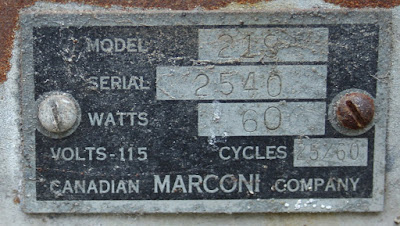 MODEL 219
SERIAL 2540
WATTS 60
VOLTS-115 CYCLES 25/60
CANADIAN MARCONI COMPANY